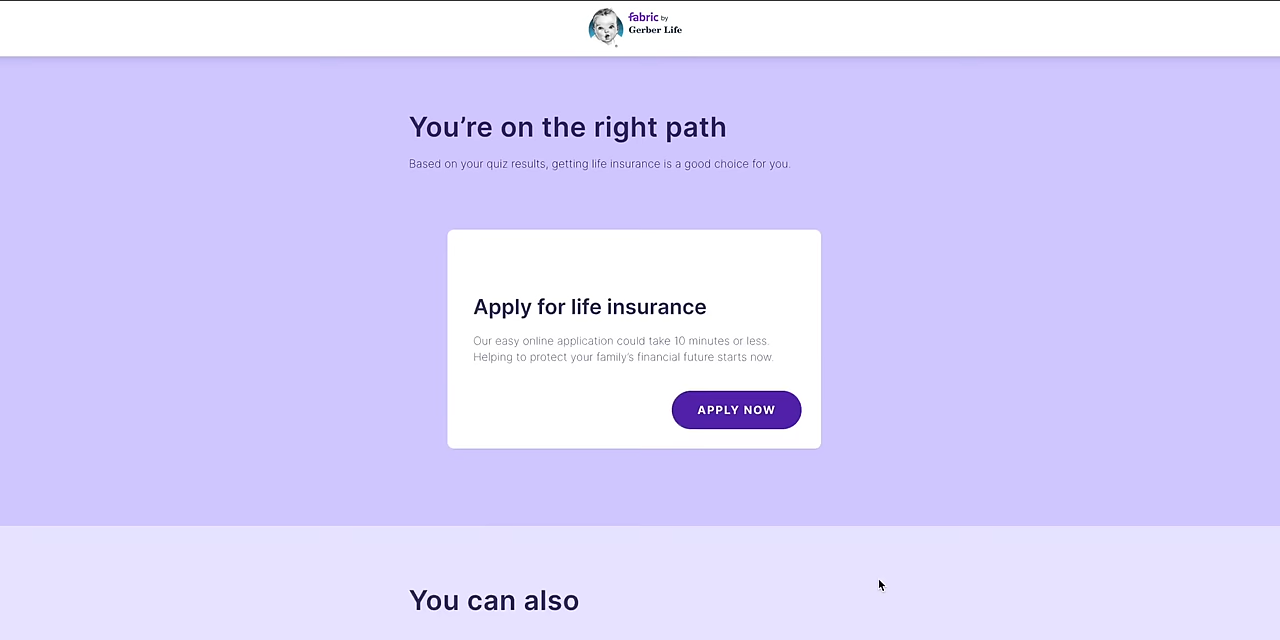 fabric by
Gerber Life
You’re on the right path
Based on your quiz results, getting life insurance is a good choice for you.
Apply for life insurance
Our easy online application could take 10 minutes or less.
Helping to protect your family’s financial future starts now.
APPLY NOW
You can also